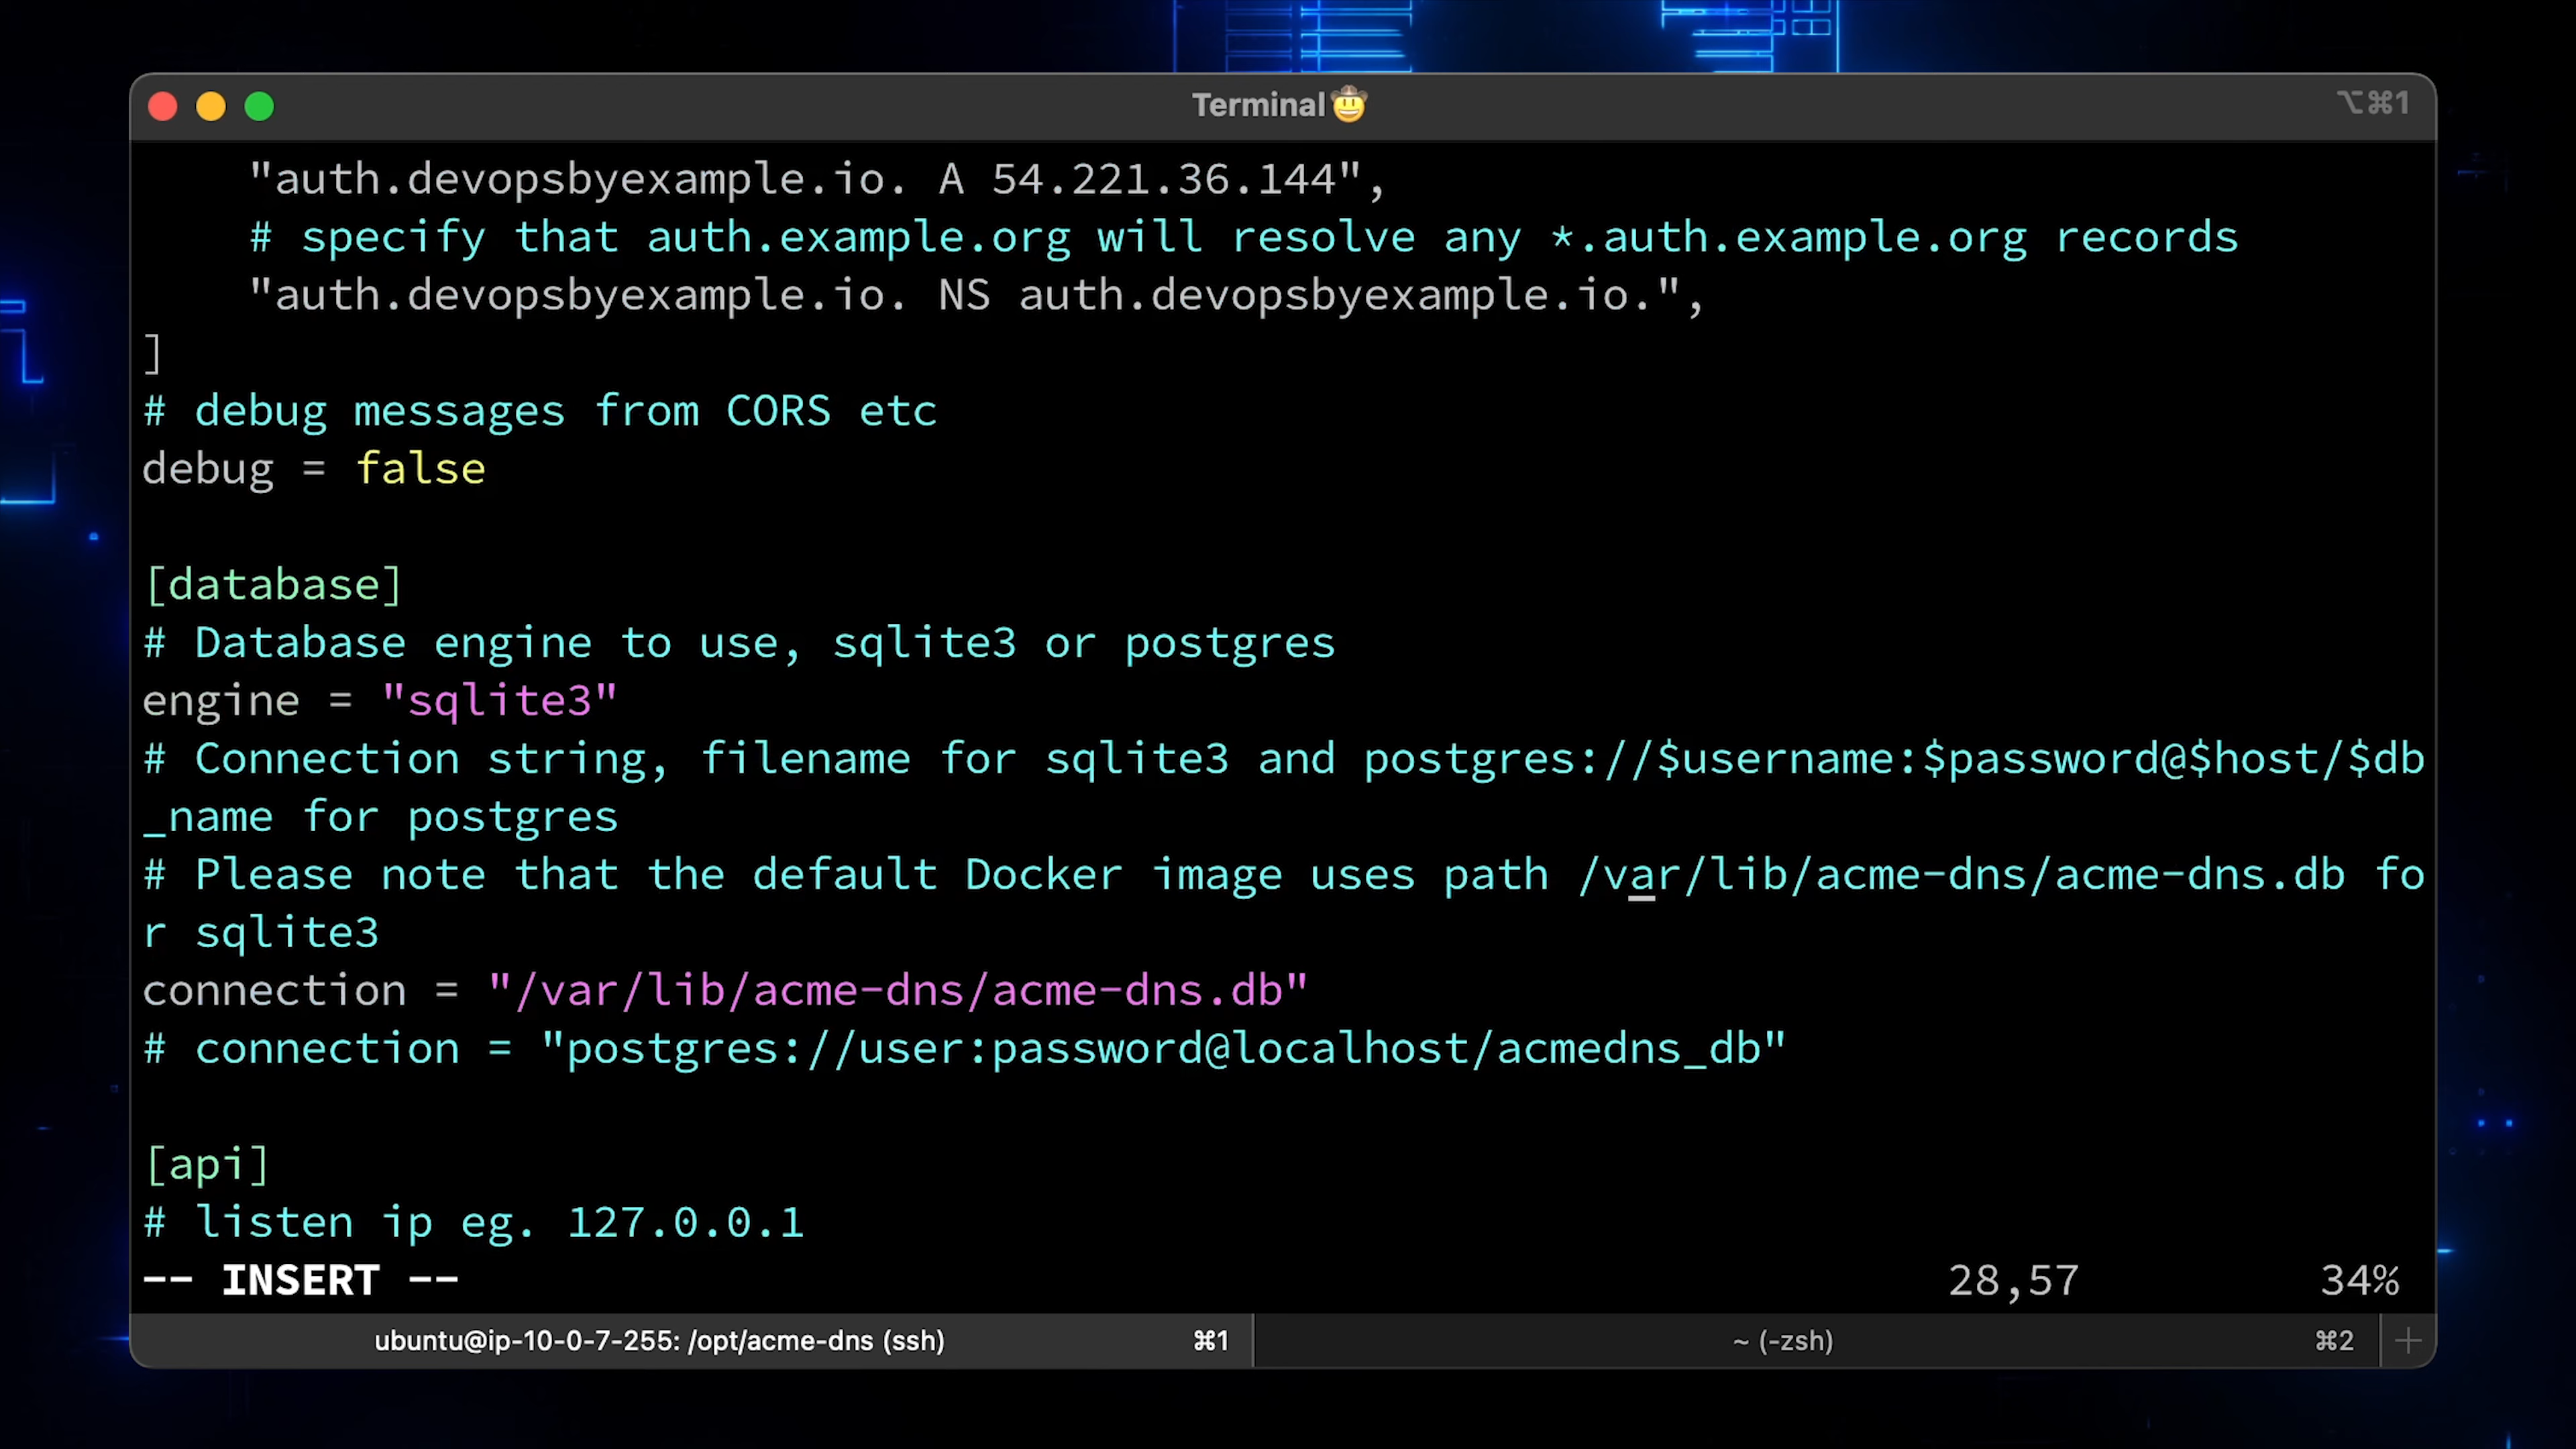 Terminal🤠
⌥⌘1
"auth.devopsbyexample.io. A 54.221.36.144",
# specify that auth.example.org will resolve any *.auth.example.org records
"auth.devopsbyexample.io. NS auth.devopsbyexample.io.",
]
# debug messages from CORS etc
debug = false
[database]
# Database engine to use, sqlite3 or postgres
engine = "sqlite3"
# Connection string, filename for sqlite3 and postgres://$username:$password@$host/$db
_name for postgres
# Please note that the default Docker image uses path /var/lib/acme-dns/acme-dns.db fo
r sqlite3
connection = "/var/lib/acme-dns/acme-dns.db"
# connection = "postgres://user:password@localhost/acmedns_db"
[api]
# listen ip eg. 127.0.0.1
-- INSERT -- 28,57 34%
ubuntu@ip-10-0-7-255: /opt/acme-dns (ssh) ⌘1 ~ (-zsh) ⌘2 +